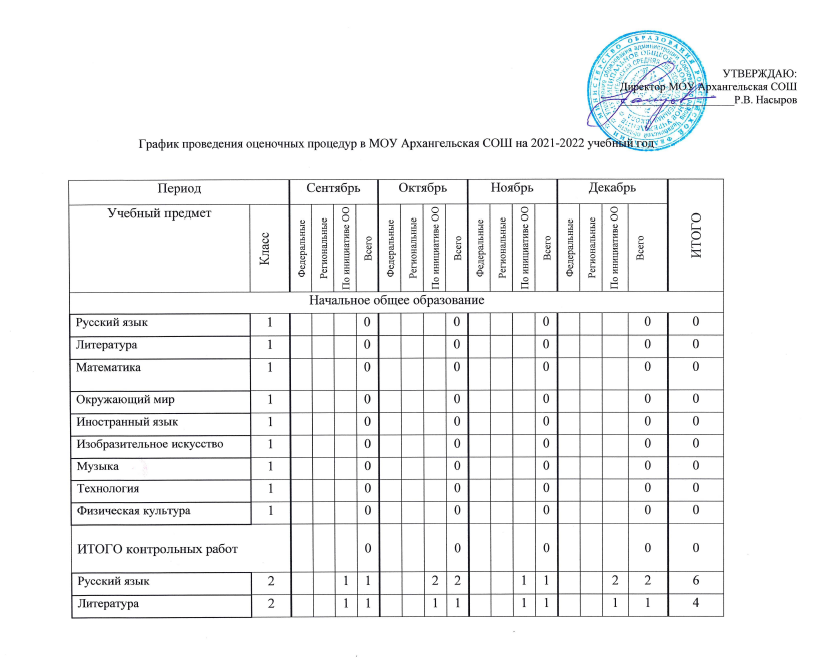 УТВЕРЖДАЮ:
Директор МОУ Архангельская СОШ
Р.В. Насыров
График проведения оценочных процедур в МОУ Архангельская СОШ на 2021-2022 учебный год
Период Сентябрь Октябрь Ноябрь Декабрь ИТОГО
Учебный предмет Класс Федеральные Региональные По инициативе ОО Всего Федеральные Региональные По инициативе ОО Всего Федеральные Региональные По инициативе ОО Всего Федеральные Региональные По инициативе ОО Всего
Начальное общее образование
Русский язык 1 0 0 0 0 0
Литература 1 0 0 0 0 0
Математика 1 0 0 0 0 0
Окружающий мир 1 0 0 0 0 0
Иностранный язык 1 0 0 0 0 0
Изобразительное искусство 1 0 0 0 0 0
Музыка 1 0 0 0 0 0
Технология 1 0 0 0 0 0
Физическая культура 1 0 0 0 0 0
ИТОГО контрольных работ 0 0 0 0 0
Русский язык 2 1 1 2 2 1 1 2 2 6
Литература 2 1 1 1 1 1 1 1 1 4